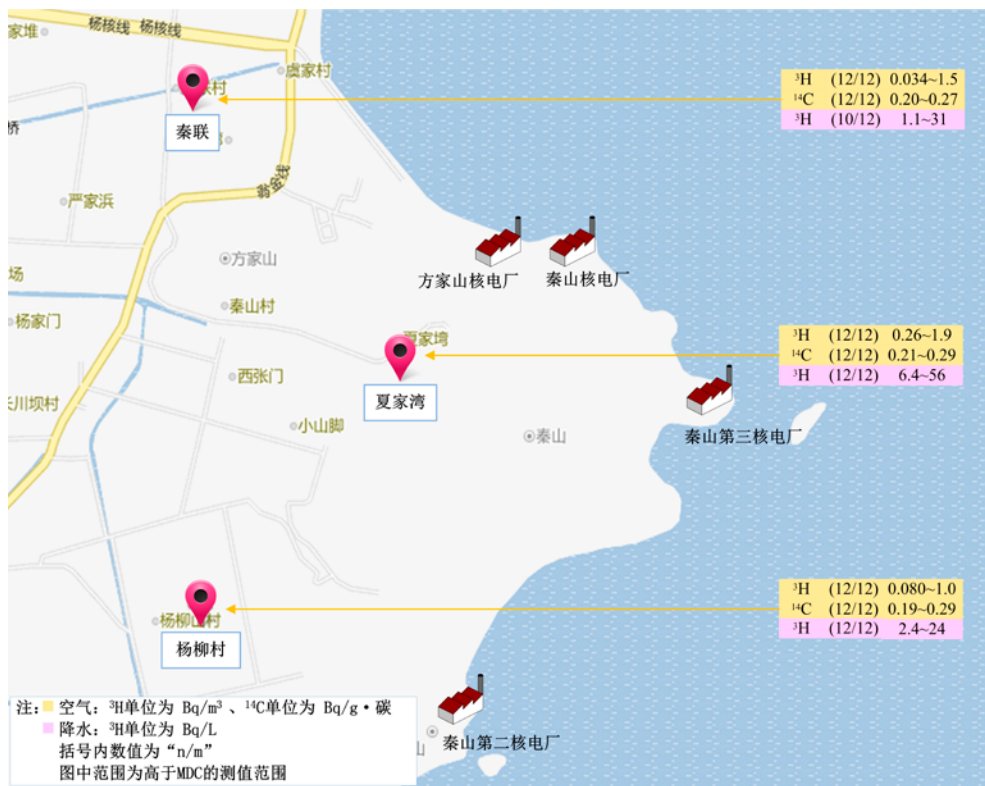 家堆
杨核线 杨核线
虞家村
村
秦联
桥
翁金线
严家浜
³H (12/12) 0.034~1.5
¹⁴C (12/12) 0.20~0.27
³H (10/12) 1.1~31
方家山
场
方家山核电厂
秦山核电厂
秦山村
杨家门
夏家塆
³H (12/12) 0.26~1.9
¹⁴C (12/12) 0.21~0.29
³H (12/12) 6.4~56
西张门
夏家湾
长川坝村
小山脚
秦山
秦山第三核电厂
³H (12/12) 0.080~1.0
¹⁴C (12/12) 0.19~0.29
³H (12/12) 2.4~24
杨柳山村
杨柳村
山
秦山第二核电厂
注: 空气: ³H单位为 Bq/m³ 、¹⁴C单位为 Bq/g·碳
降水: ³H单位为 Bq/L
括号内数值为“n/m”
图中范围为高于MDC的测值范围